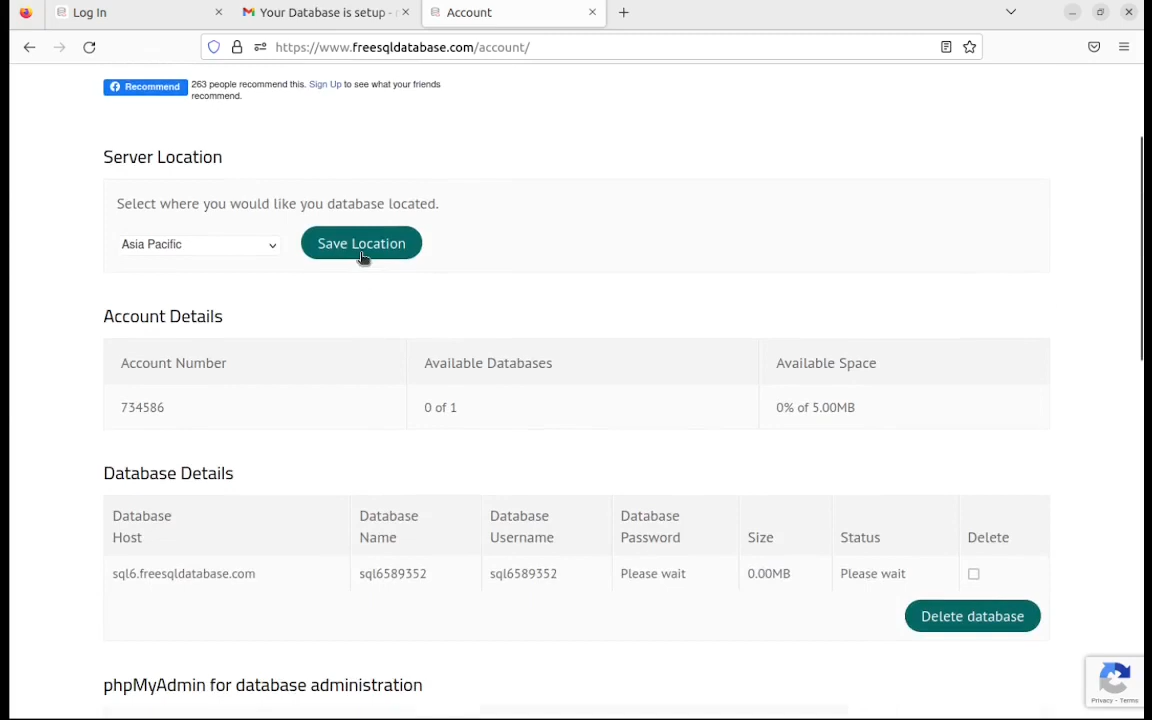 Log In
Your Database is setup -
Account
https://www.freesqldatabase.com/account/
Recommend
263 people recommend this. Sign Up to see what your friends
recommend.
Server Location
Select where you would like you database located.
Asia Pacific
Save Location
Account Details
Account Number Available Databases Available Space
734586 0 of 1 0% of 5.00MB
Database Details
Database Database Database Database
Host Name Username Password Size Status Delete
sql6.freesqldatabase.com sql6589352 sql6589352 Please wait 0.00MB Please wait
Delete database
phpMyAdmin for database administration
Privacy - Terms